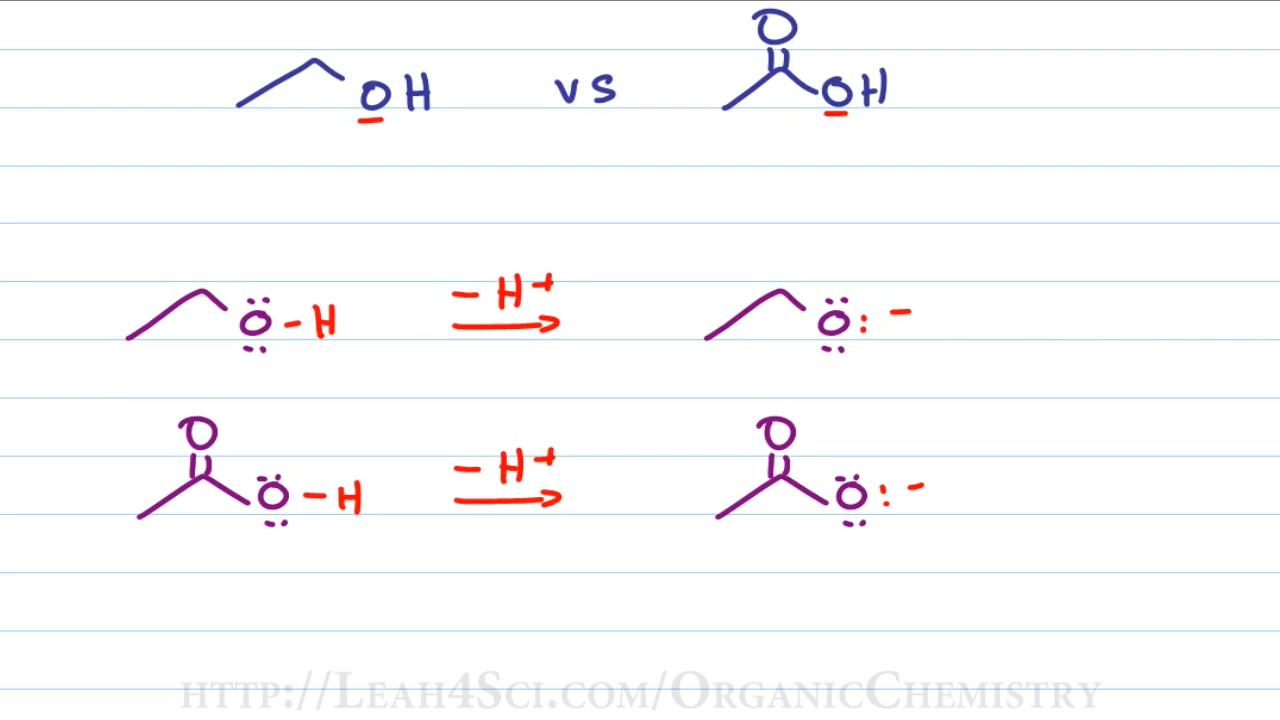 O
OH vs OH
- H+
Ö - H Ö: -
O O
- H+
Ö - H Ö: -
HTTP://LEAH4SCI.COM/ORGANICCHEMISTRY